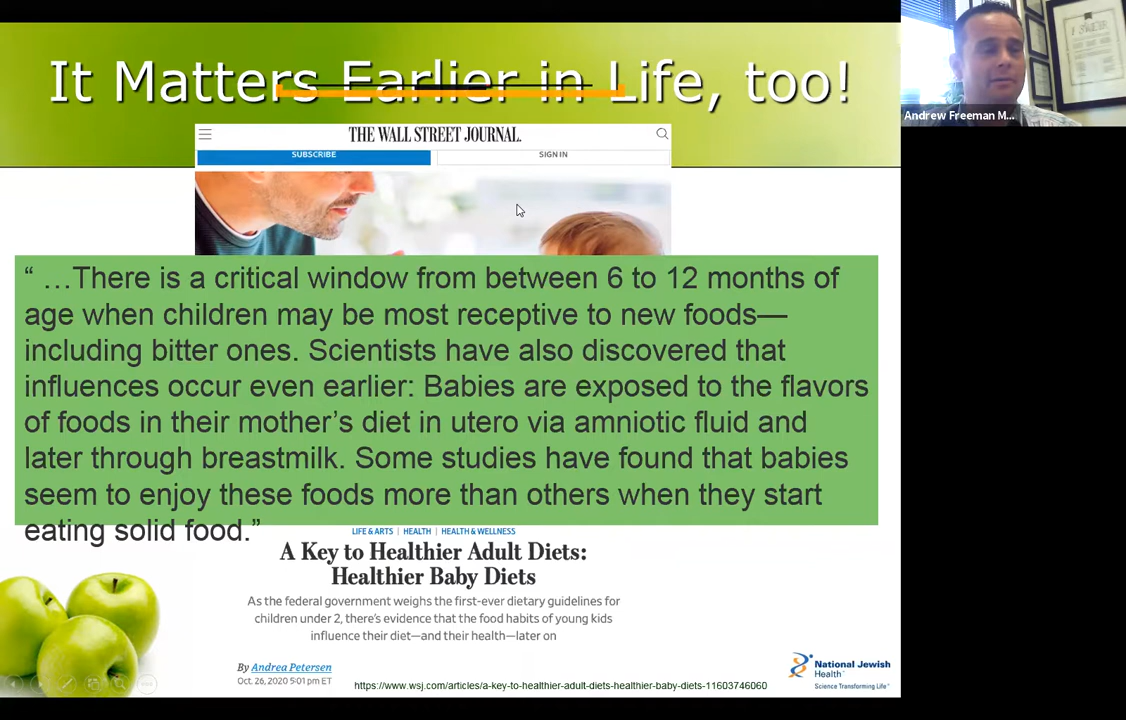 It Matters Earlier in Life, too!
Andrew Freeman M...
THE WALL STREET JOURNAL.
SUBSCRIBE
SIGN IN
“ …There is a critical window from between 6 to 12 months of
age when children may be most receptive to new foods—
including bitter ones. Scientists have also discovered that
influences occur even earlier: Babies are exposed to the flavors
of foods in their mother’s diet in utero via amniotic fluid and
later through breastmilk. Some studies have found that babies
seem to enjoy these foods more than others when they start
eating solid food.”
LIFE & ARTS | HEALTH | HEALTH & WELLNESS
A Key to Healthier Adult Diets:
Healthier Baby Diets
As the federal government weighs the first-ever dietary guidelines for
children under 2, there’s evidence that the food habits of young kids
influence their diet—and their health—later on
By Andrea Petersen
Oct. 26, 2020 5:01 pm ET
https://www.wsj.com/articles/a-key-to-healthier-adult-diets-healthier-baby-diets-11603746060
National Jewish
Health®
Science Transforming Life®